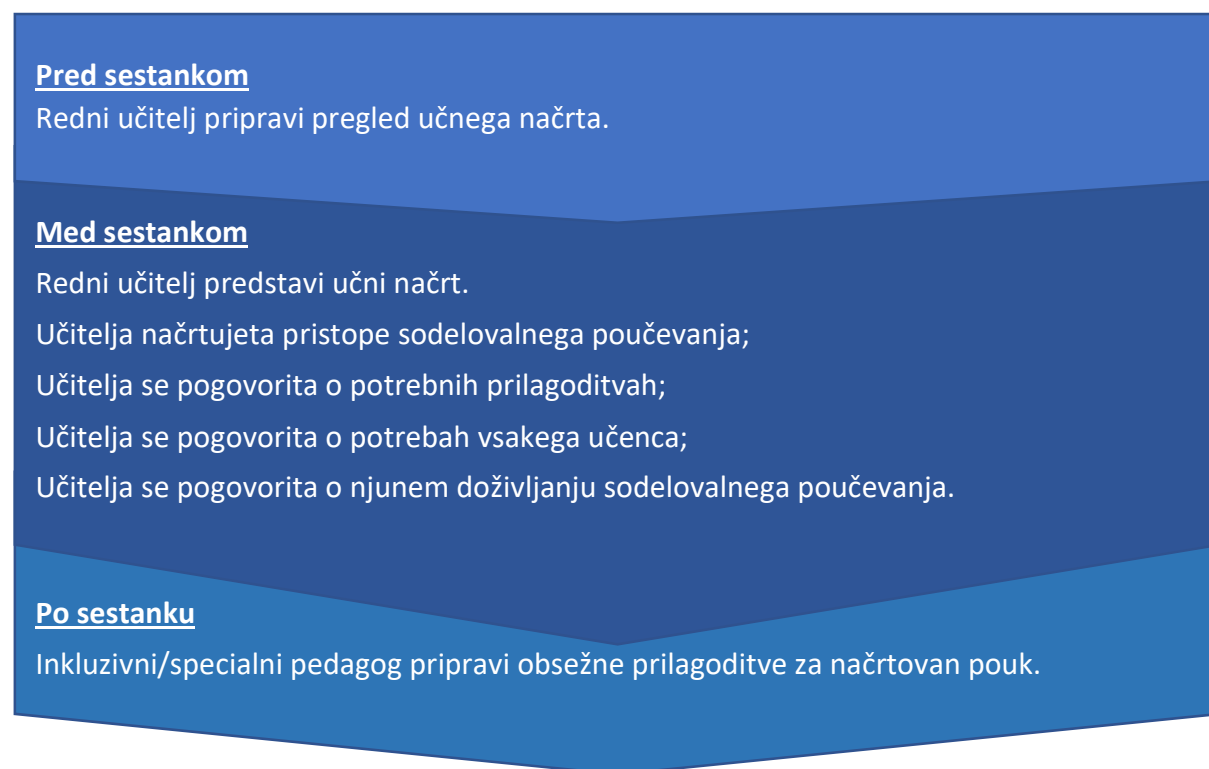 Pred sestankom
Redni učitelj pripravi pregled učnega načrta.
Med sestankom
Redni učitelj predstavi učni načrt.
Učitelja načrtujeta pristope sodelovalnega poučevanja;
Učitelja se pogovorita o potrebnih prilagoditvah;
Učitelja se pogovorita o potrebah vsakega učenca;
Učitelja se pogovorita o njunem doživljanju sodelovalnega poučevanja.
Po sestanku
Inkluzivni/specialni pedagog pripravi obsežne prilagoditve za načrtovan pouk.